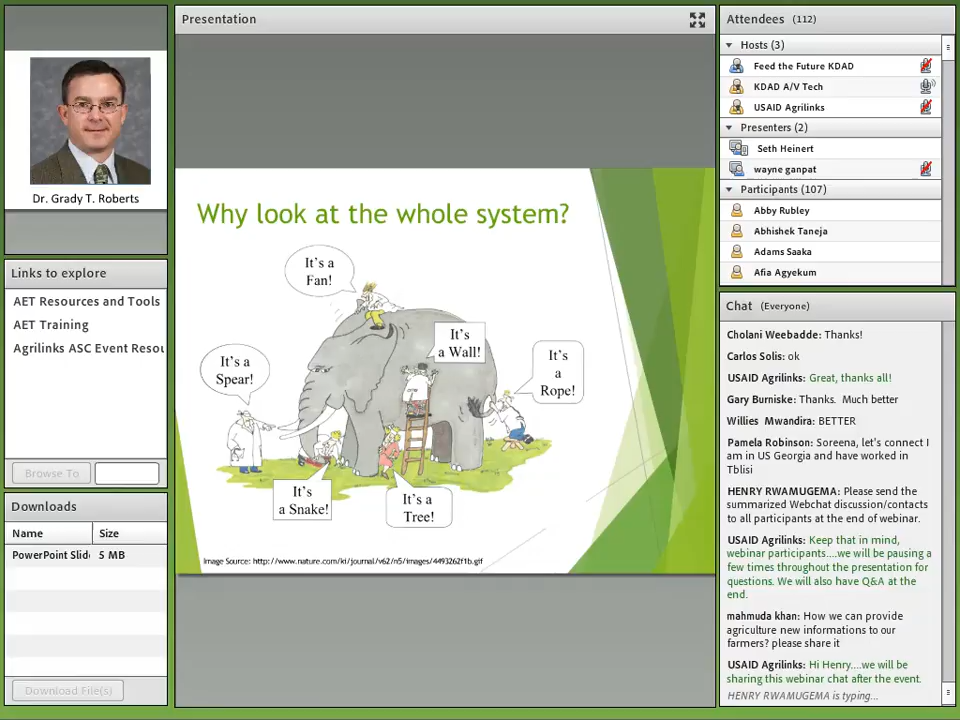 Dr. Grady T. Roberts
Links to explore
AET Resources and Tools
AET Training
Agrilinks ASC Event Resou
Browse To
Downloads
Name Size
PowerPoint Slide 5 MB
Download File(s)
Presentation
Why look at the whole system?
It's a
Fan!
It's
a Wall!
It's a
Spear!
It's
a
Rope!
It's
a Snake!
It's a
Tree!
Image Source: http://www.nature.com/ki/journal/v62/n5/images/4493262f1b.gif
Attendees (112)
Hosts (3)
Feed the Future KDAD
KDAD A/V Tech
USAID Agrilinks
Presenters (2)
Seth Heinert
wayne ganpat
Participants (107)
Abby Rubley
Abhishek Taneja
Adams Saaka
Afia Agyekum
Chat (Everyone)
Cholani Weebadde: Thanks!
Carlos Solis: ok
USAID Agrilinks: Great, thanks all!
Gary Burniske: Thanks. Much better
Willies Mwandira: BETTER
Pamela Robinson: Soreena, let's connect I
am in US Georgia and have worked in
Tblisi
HENRY RWAMUGEMA: Please send the
summarized Webchat discussion/contacts
to all participants at the end of webinar.
USAID Agrilinks: Keep that in mind,
webinar participants....we will be pausing a
few times throughout the presentation for
questions. We will also have Q&A at the
end.
mahmuda khan: How we can provide
agriculture new informations to our
farmers? please share it
USAID Agrilinks: Hi Henry....we will be
sharing this webinar chat after the event.
HENRY RWAMUGEMA is typing...